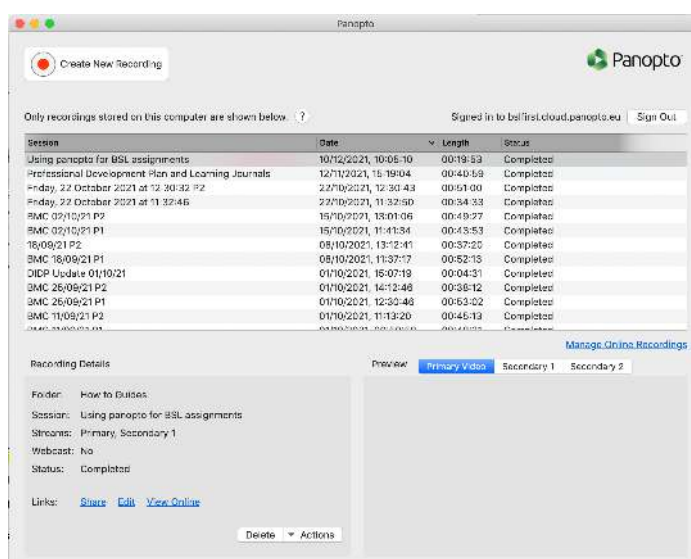 Panopto
Create New Recording
Panopto
Only recordings stored on this computer are shown below. ?
Signed in to bslfirst.cloud.panopto.eu Sign Out
Session Date Length Status
Using panopto for BSL assignments 10/12/2021, 10:05:10 00:19:53 Completed
Professional Development Plan and Learning Journals 12/11/2021, 15:19:04 00:40:59 Completed
Friday, 22 October 2021 at 12:30:32 P2 22/10/2021, 12:30:43 00:51:00 Completed
Friday, 22 October 2021 at 11:32:46 22/10/2021, 11:32:50 00:34:33 Completed
BMC 02/10/21 P2 15/10/2021, 13:01:06 00:49:27 Completed
BMC 02/10/21 P1 15/10/2021, 11:41:34 00:43:53 Completed
18/09/21 P2 08/10/2021, 13:12:41 00:37:20 Completed
BMC 18/09/21 P1 08/10/2021, 11:37:17 00:52:13 Completed
DIDP Update 01/10/21 01/10/2021, 15:07:19 00:04:31 Completed
BMC 25/09/21 P2 01/10/2021, 14:12:46 00:38:12 Completed
BMC 25/09/21 P1 01/10/2021, 12:30:46 00:53:02 Completed
BMC 11/09/21 P2 01/10/2021, 11:13:20 00:45:13 Completed
Manage Online Recordings
Recording Details
Preview Primary Video Secondary 1 Secondary 2
Folder: How to Guides
Session: Using panopto for BSL assignments
Streams: Primary, Secondary 1
Webcast: No
Status: Completed
Links: Share Edit View Online
Delete Actions